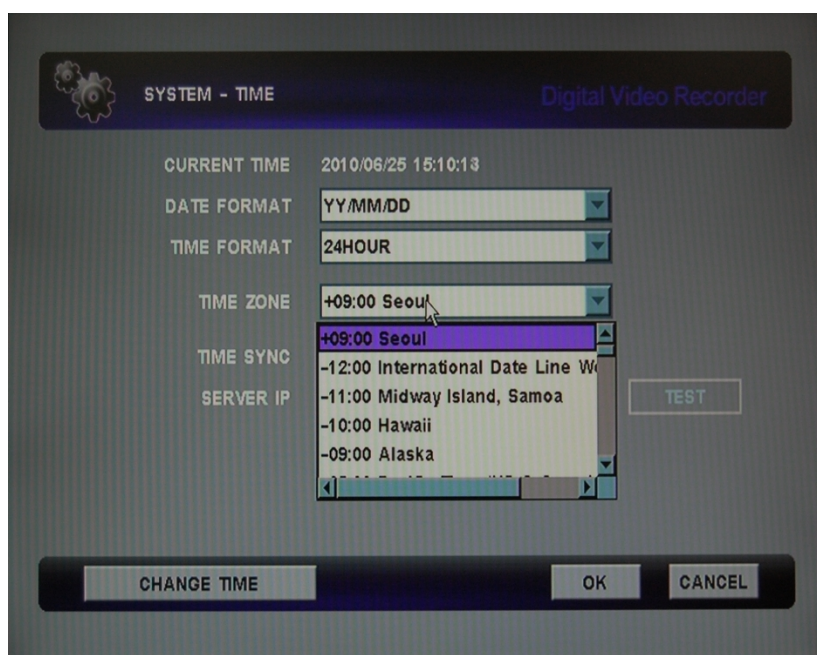 SYSTEM - TIME
Digital Video Recorder
CURRENT TIME 2010/06/25 15:10:13
DATE FORMAT YY/MM/DD
TIME FORMAT 24HOUR
TIME ZONE +09:00 Seoul
+09:00 Seoul
TIME SYNC
-12:00 International Date Line We
SERVER IP
-11:00 Midway Island, Samoa
TEST
-10:00 Hawaii
-09:00 Alaska
CHANGE TIME
OK
CANCEL